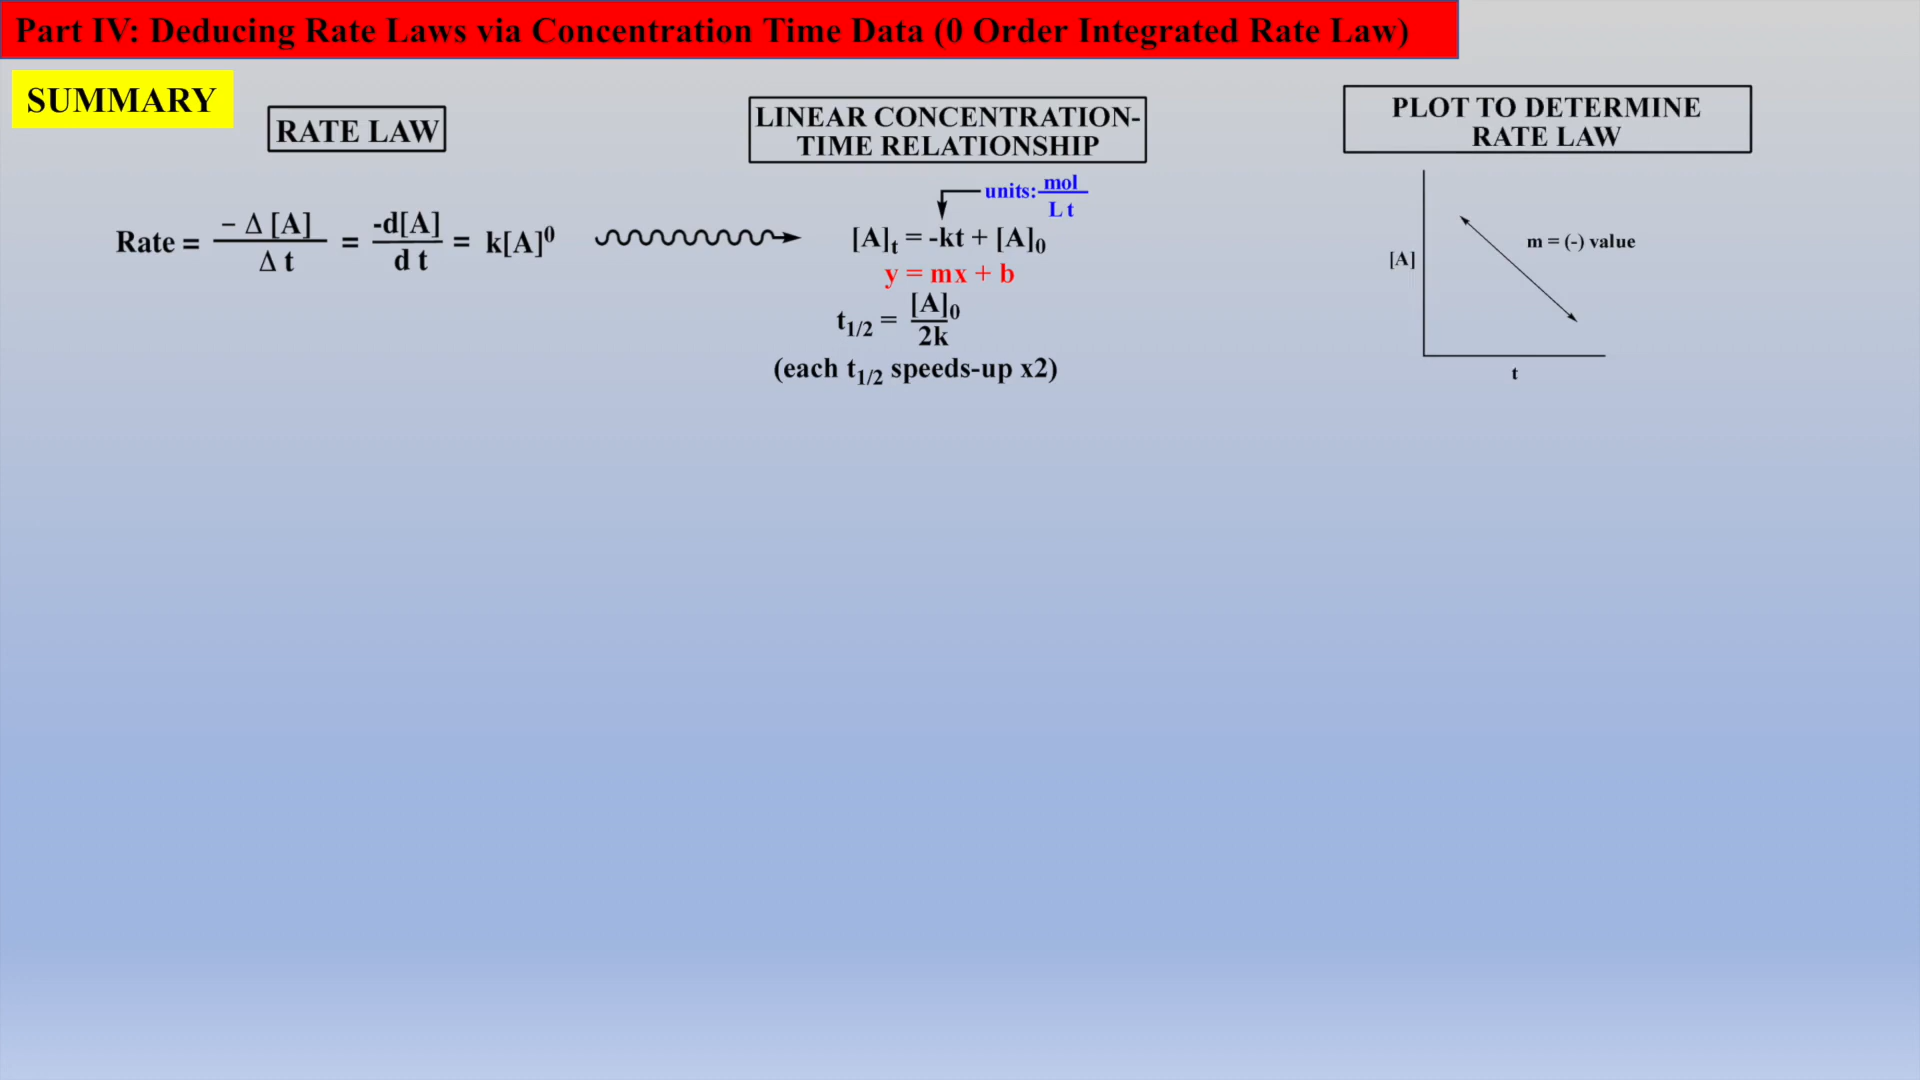 Part IV: Deducing Rate Laws via Concentration Time Data (0 Order Integrated Rate Law)
SUMMARY
RATE LAW
Rate = − Δ [A] / Δ t = -d[A] / d t = k[A]⁰
LINEAR CONCENTRATION-
TIME RELATIONSHIP
units: mol / L t
[A]t = -kt + [A]₀
y = mx + b
t1/2 = [A]₀ / 2k
(each t1/2 speeds-up x2)
PLOT TO DETERMINE
RATE LAW
m = (-) value
[A]
t